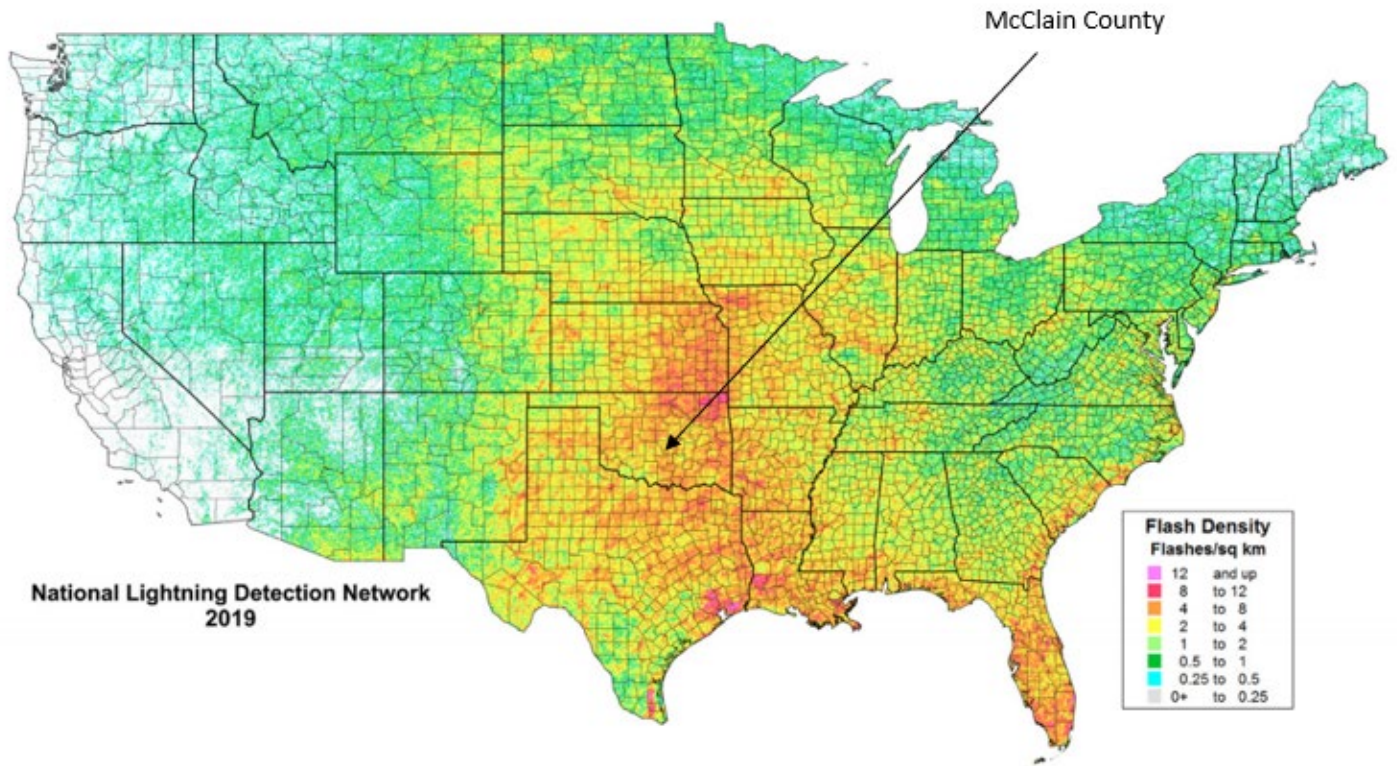 McClain County
National Lightning Detection Network
2019
Flash Density
Flashes/sq km
12 and up
8 to 12
4 to 8
2 to 4
1 to 2
0.5 to 1
0.25 to 0.5
0+ to 0.25